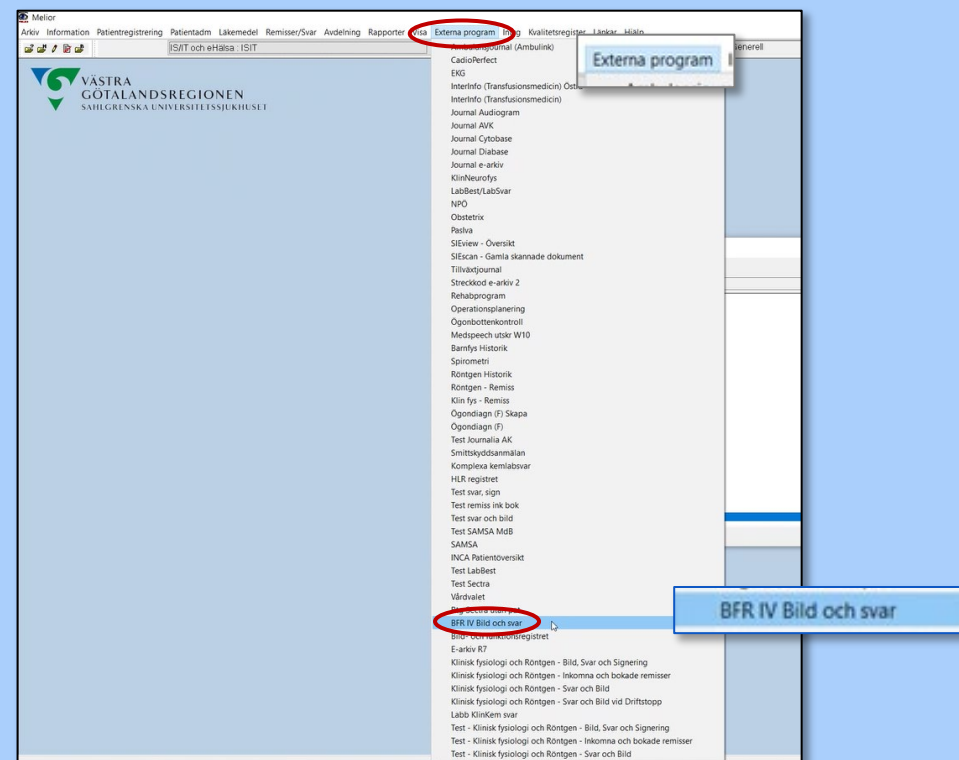 Melior
Arkiv Information Patientregistrering Patientadm Läkemedel Remisser/Svar Avdelning Rapporter Visa Externa program Kvalitetsregister Länkar Hjälp
IS/IT och eHälsa : ISIT
VÄSTRA
GÖTALANDSREGIONEN
SAHLGRENSKA UNIVERSITETSSJUKHUSET
Externa program
Ambulansjournal (Ambulink)
CadioPerfect
EKG
InterInfo (Transfusionsmedicin)
InterInfo (Transfusionsmedicin)
Journal Audiogram
Journal AVK
Journal Cytobase
Journal Diabase
Journal e-arkiv
KlinNeurofys
LabBest/LabSvar
NPÖ
Obstetrix
Pasiva
SIEview - Översikt
SIEscan - Gamla skannade dokument
Tillväxtjournal
Streckkod e-arkiv 2
Rehabprogram
Operationsplanering
Ögonbottenkontroll
Medspeech utskr W10
Barnfys Historik
Spirometri
Röntgen Historik
Röntgen - Remiss
Klin fys - Remiss
Ögondiagn (F) Skapa
Ögondiagn (F)
Test Journalia AK
Smittskyddsanmälan
Komplexa kemlabsvar
HLR registret
Test svar, sign
Test remiss ink bok
Test svar och bild
Test SAMSA MdB
SAMSA
INCA Patientöversikt
Test LabBest
Test Sectra
Vårdvalet
BFR IV Bild och svar
BFR IV Bild och svar
Bild- och funktionsregistret
E-arkiv R7
Klinisk fysiologi och Röntgen - Bild, Svar och Signering
Klinisk fysiologi och Röntgen - Inkomna och bokade remisser
Klinisk fysiologi och Röntgen - Svar och Bild
Klinisk fysiologi och Röntgen - Svar och Bild vid Driftstopp
Labb KlinKem svar
Test - Klinisk fysiologi och Röntgen - Bild, Svar och Signering
Test - Klinisk fysiologi och Röntgen - Inkomna och bokade remisser
Test - Klinisk fysiologi och Röntgen - Svar och Bild